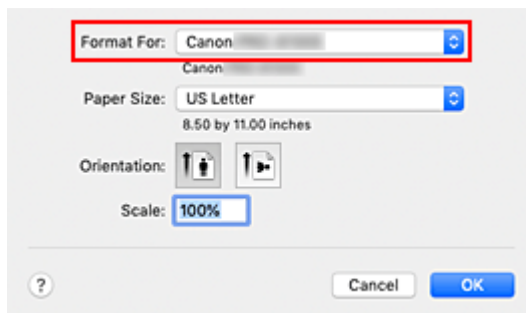 Format For: Canon
Canon
Paper Size: US Letter
8.50 by 11.00 inches
Orientation:
Scale: 100%
? Cancel OK